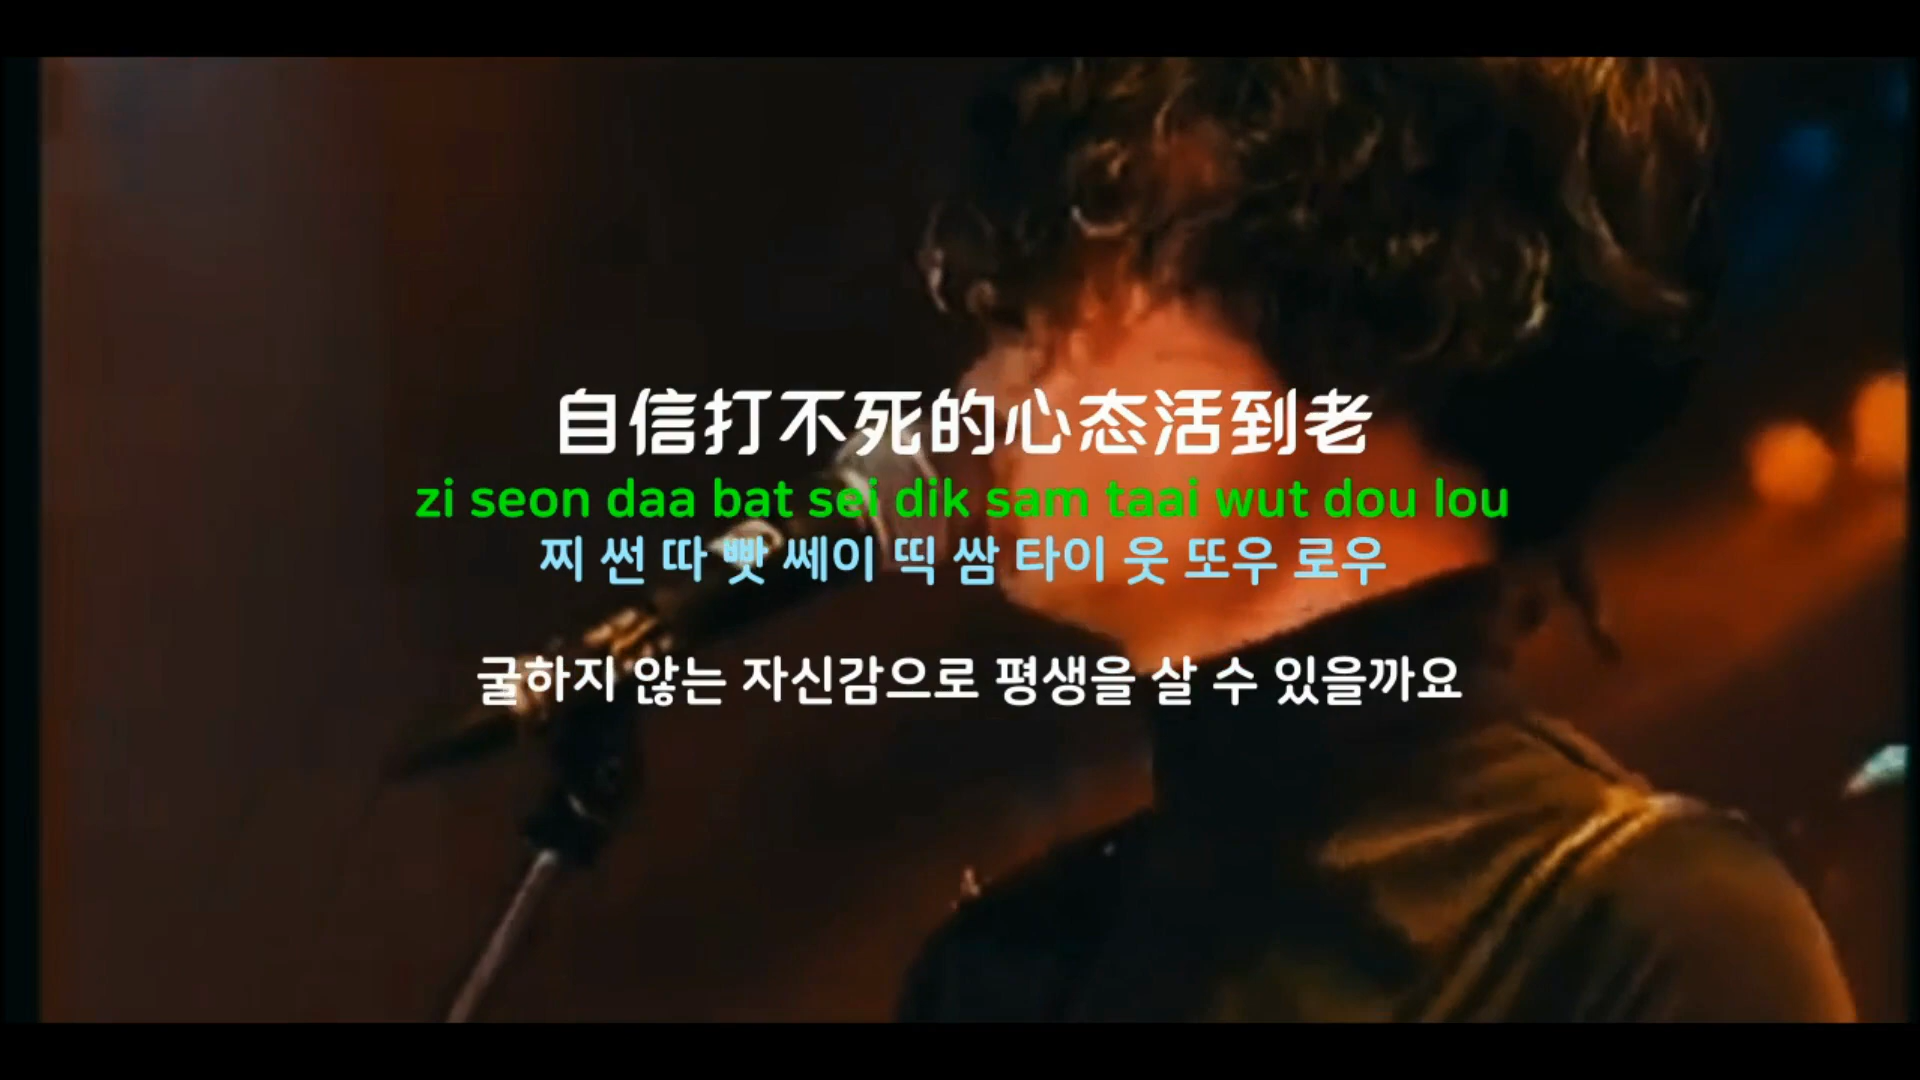 自信打不死的心态活到老
zi seon daa bat sei dik sam taai wut dou lou
찌 썬 따 빳 쎄이 띡 쌈 타이 웃 또우 로우
굴하지 않는 자신감으로 평생을 살 수 있을까요